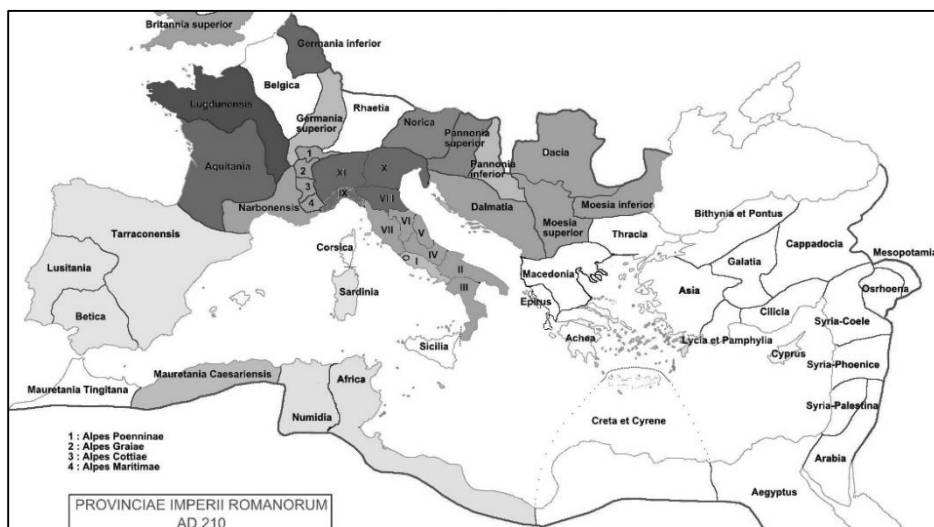 Britannia superior
Germania inferior
Belgica
Lugdunensis
Germania
superior
Rhaetia
Norica
Pannonia
superior
Pannonia
inferior
Dacia
Aquitania
1
2
3
4
XI
X
IX
VIII
Narbonensis
Dalmatia
Moesia inferior
Moesia
superior
VII
VI
V
Tarraconensis
Corsica
I
IV
II
III
Thracia
Bithynia et Pontus
Cappadocia
Mesopotamia
Galatia
Lusitania
Sardinia
Macedonia
Epirus
Asia
Osrhoena
Betica
Cilicia
Syria-Coele
Sicilia
Achea
Lycia et Pamphylia
Cyprus
Syria-Phoenice
Mauretania Tingitana
Mauretania Caesariensis
Africa
Numidia
Creta et Cyrene
Syria-Palestina
Arabia
Aegyptus
1 : Alpes Poenninae
2 : Alpes Graiae
3 : Alpes Cottiae
4 : Alpes Maritimae
PROVINCIAE IMPERII ROMANORUM
AD 210